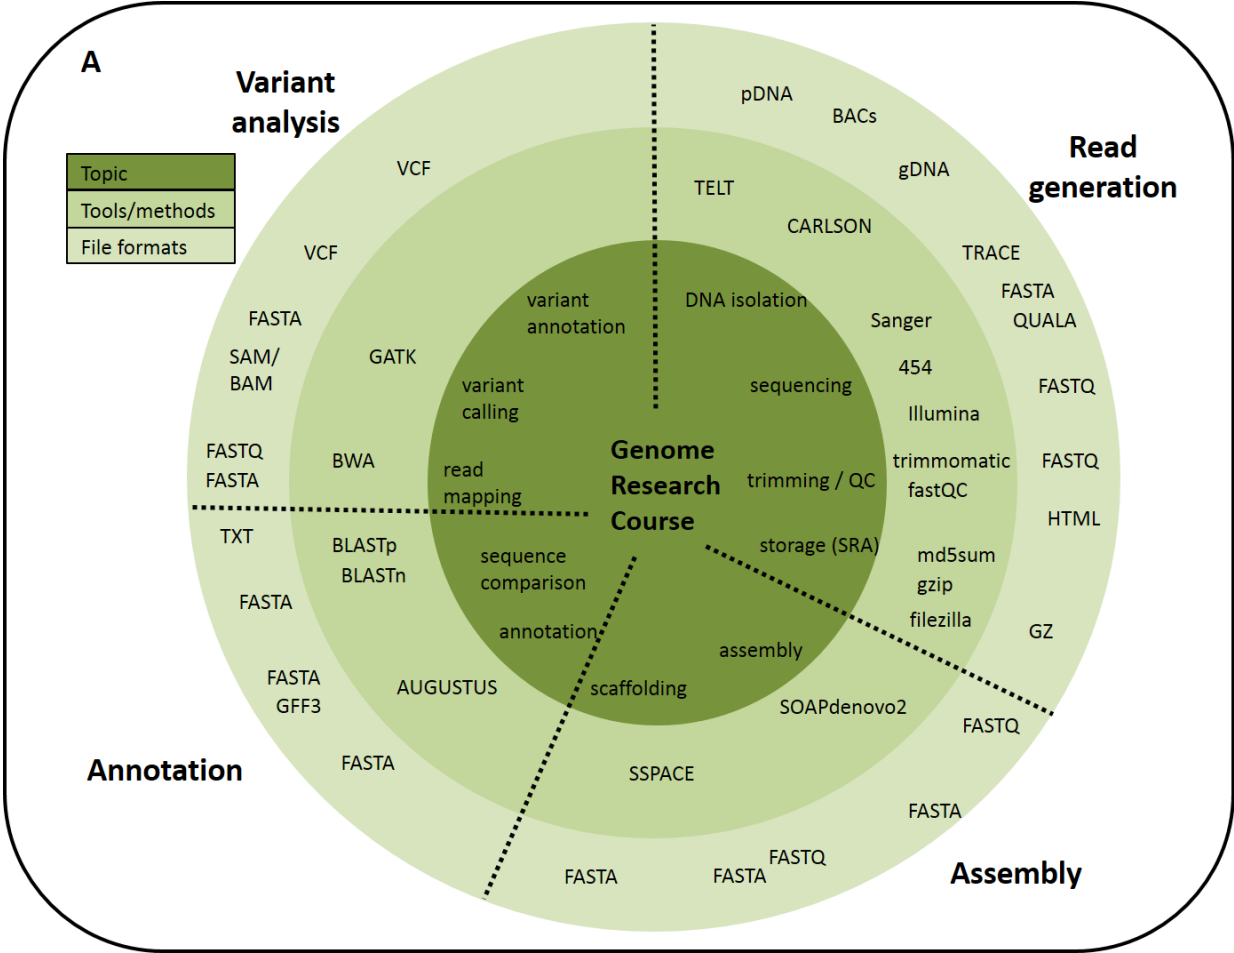 A
Variant
analysis
Topic
Tools/methods
File formats
Read
generation
Annotation
Assembly
Genome
Research
Course
pDNA
BACs
gDNA
TRACE
FASTA
QUALA
FASTQ
FASTQ
HTML
GZ
TELT
CARLSON
Sanger
454
Illumina
trimmomatic
fastQC
md5sum
gzip
filezilla
DNA isolation
sequencing
trimming / QC
storage (SRA)
assembly
scaffolding
SOAPdenovo2
SSPACE
FASTQ
FASTA
FASTQ
FASTA
FASTA
annotation
sequence
comparison
AUGUSTUS
BLASTp
BLASTn
FASTA
FASTA
GFF3
FASTA
TXT
read
mapping
variant
calling
variant
annotation
BWA
GATK
FASTQ
FASTA
SAM/
BAM
FASTA
VCF
VCF